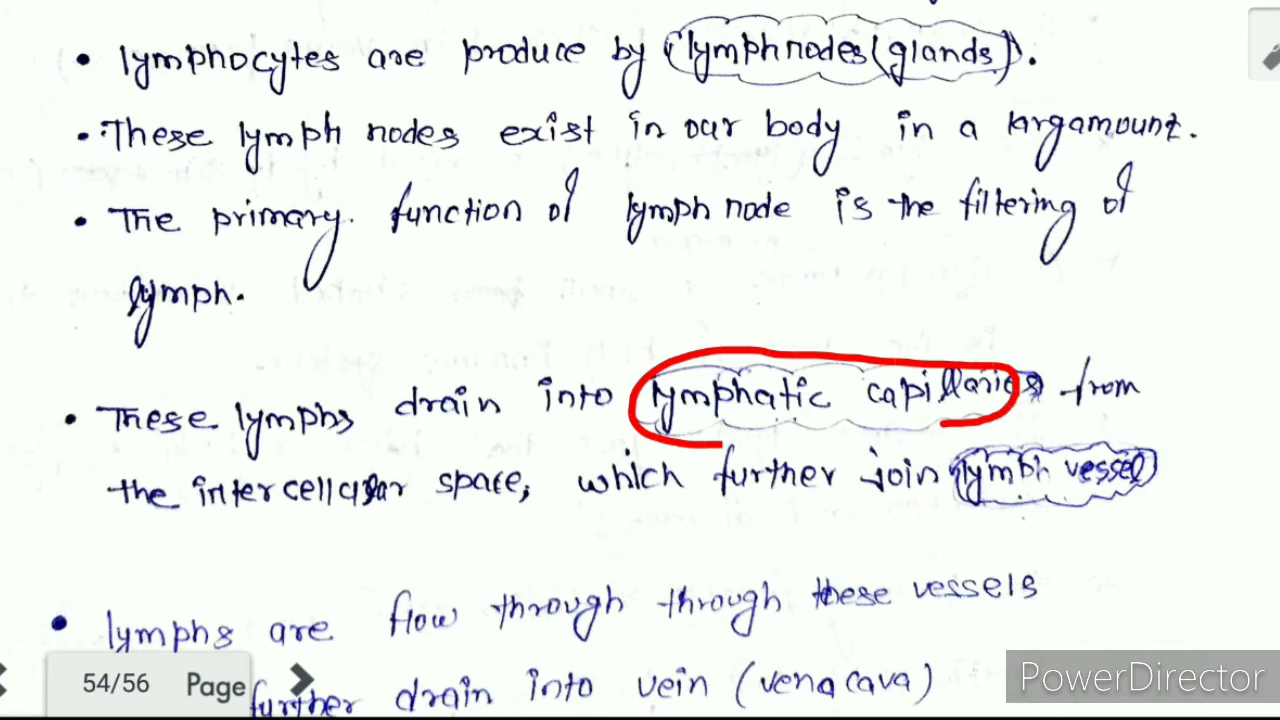 • lymphocytes are produce by (lymphnodes (glands)).
• These lymph nodes exist in our body in a largamount.
• The primary. function of lymph node is the filtering of
lymph.
• These lymphs drain into lymphatic capillaries from
the intercellular space, which further join lymph vessel
• lymphs are flow through through these vessels
further drain into vein (venacava)
54/56 Page
PowerDirector